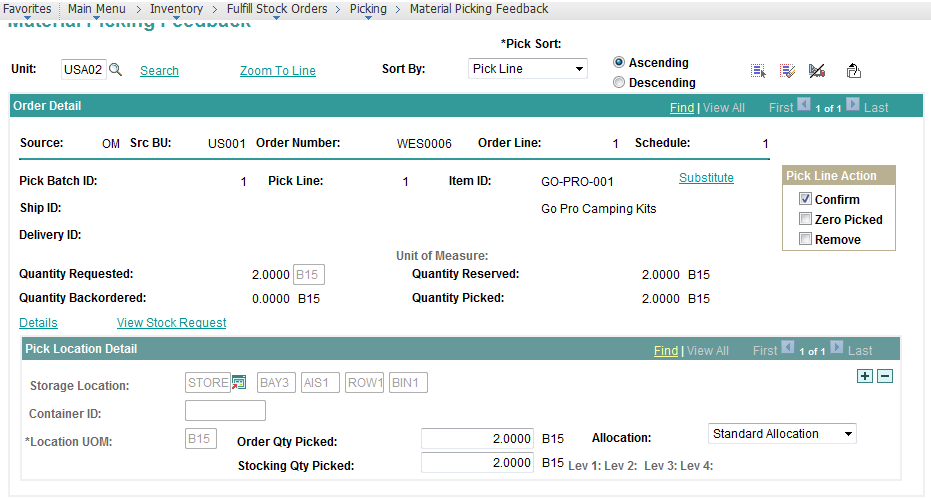 Favorites Main Menu > Inventory > Fulfill Stock Orders > Picking > Material Picking Feedback
Material Picking Feedback
*Pick Sort:
Unit: USA02 Search Zoom To Line Sort By: Pick Line Ascending
Descending
Order Detail Find | View All First 1 of 1 Last
Source: OM Src BU: US001 Order Number: WES0006 Order Line: 1 Schedule: 1
Pick Batch ID: 1 Pick Line: 1 Item ID: GO-PRO-001 Substitute Pick Line Action
Confirm
Ship ID: Go Pro Camping Kits
Zero Picked
Delivery ID:
Remove
Unit of Measure:
Quantity Requested: 2.0000 B15 Quantity Reserved: 2.0000 B15
Quantity Backordered: 0.0000 B15 Quantity Picked: 2.0000 B15
Details View Stock Request
Pick Location Detail Find | View All First 1 of 1 Last
Storage Location: STORE BAY3 AIS1 ROW1 BIN1
Container ID:
*Location UOM: B15 Order Qty Picked: 2.0000 B15 Allocation: Standard Allocation
Stocking Qty Picked: 2.0000 B15 Lev 1: Lev 2: Lev 3: Lev 4: